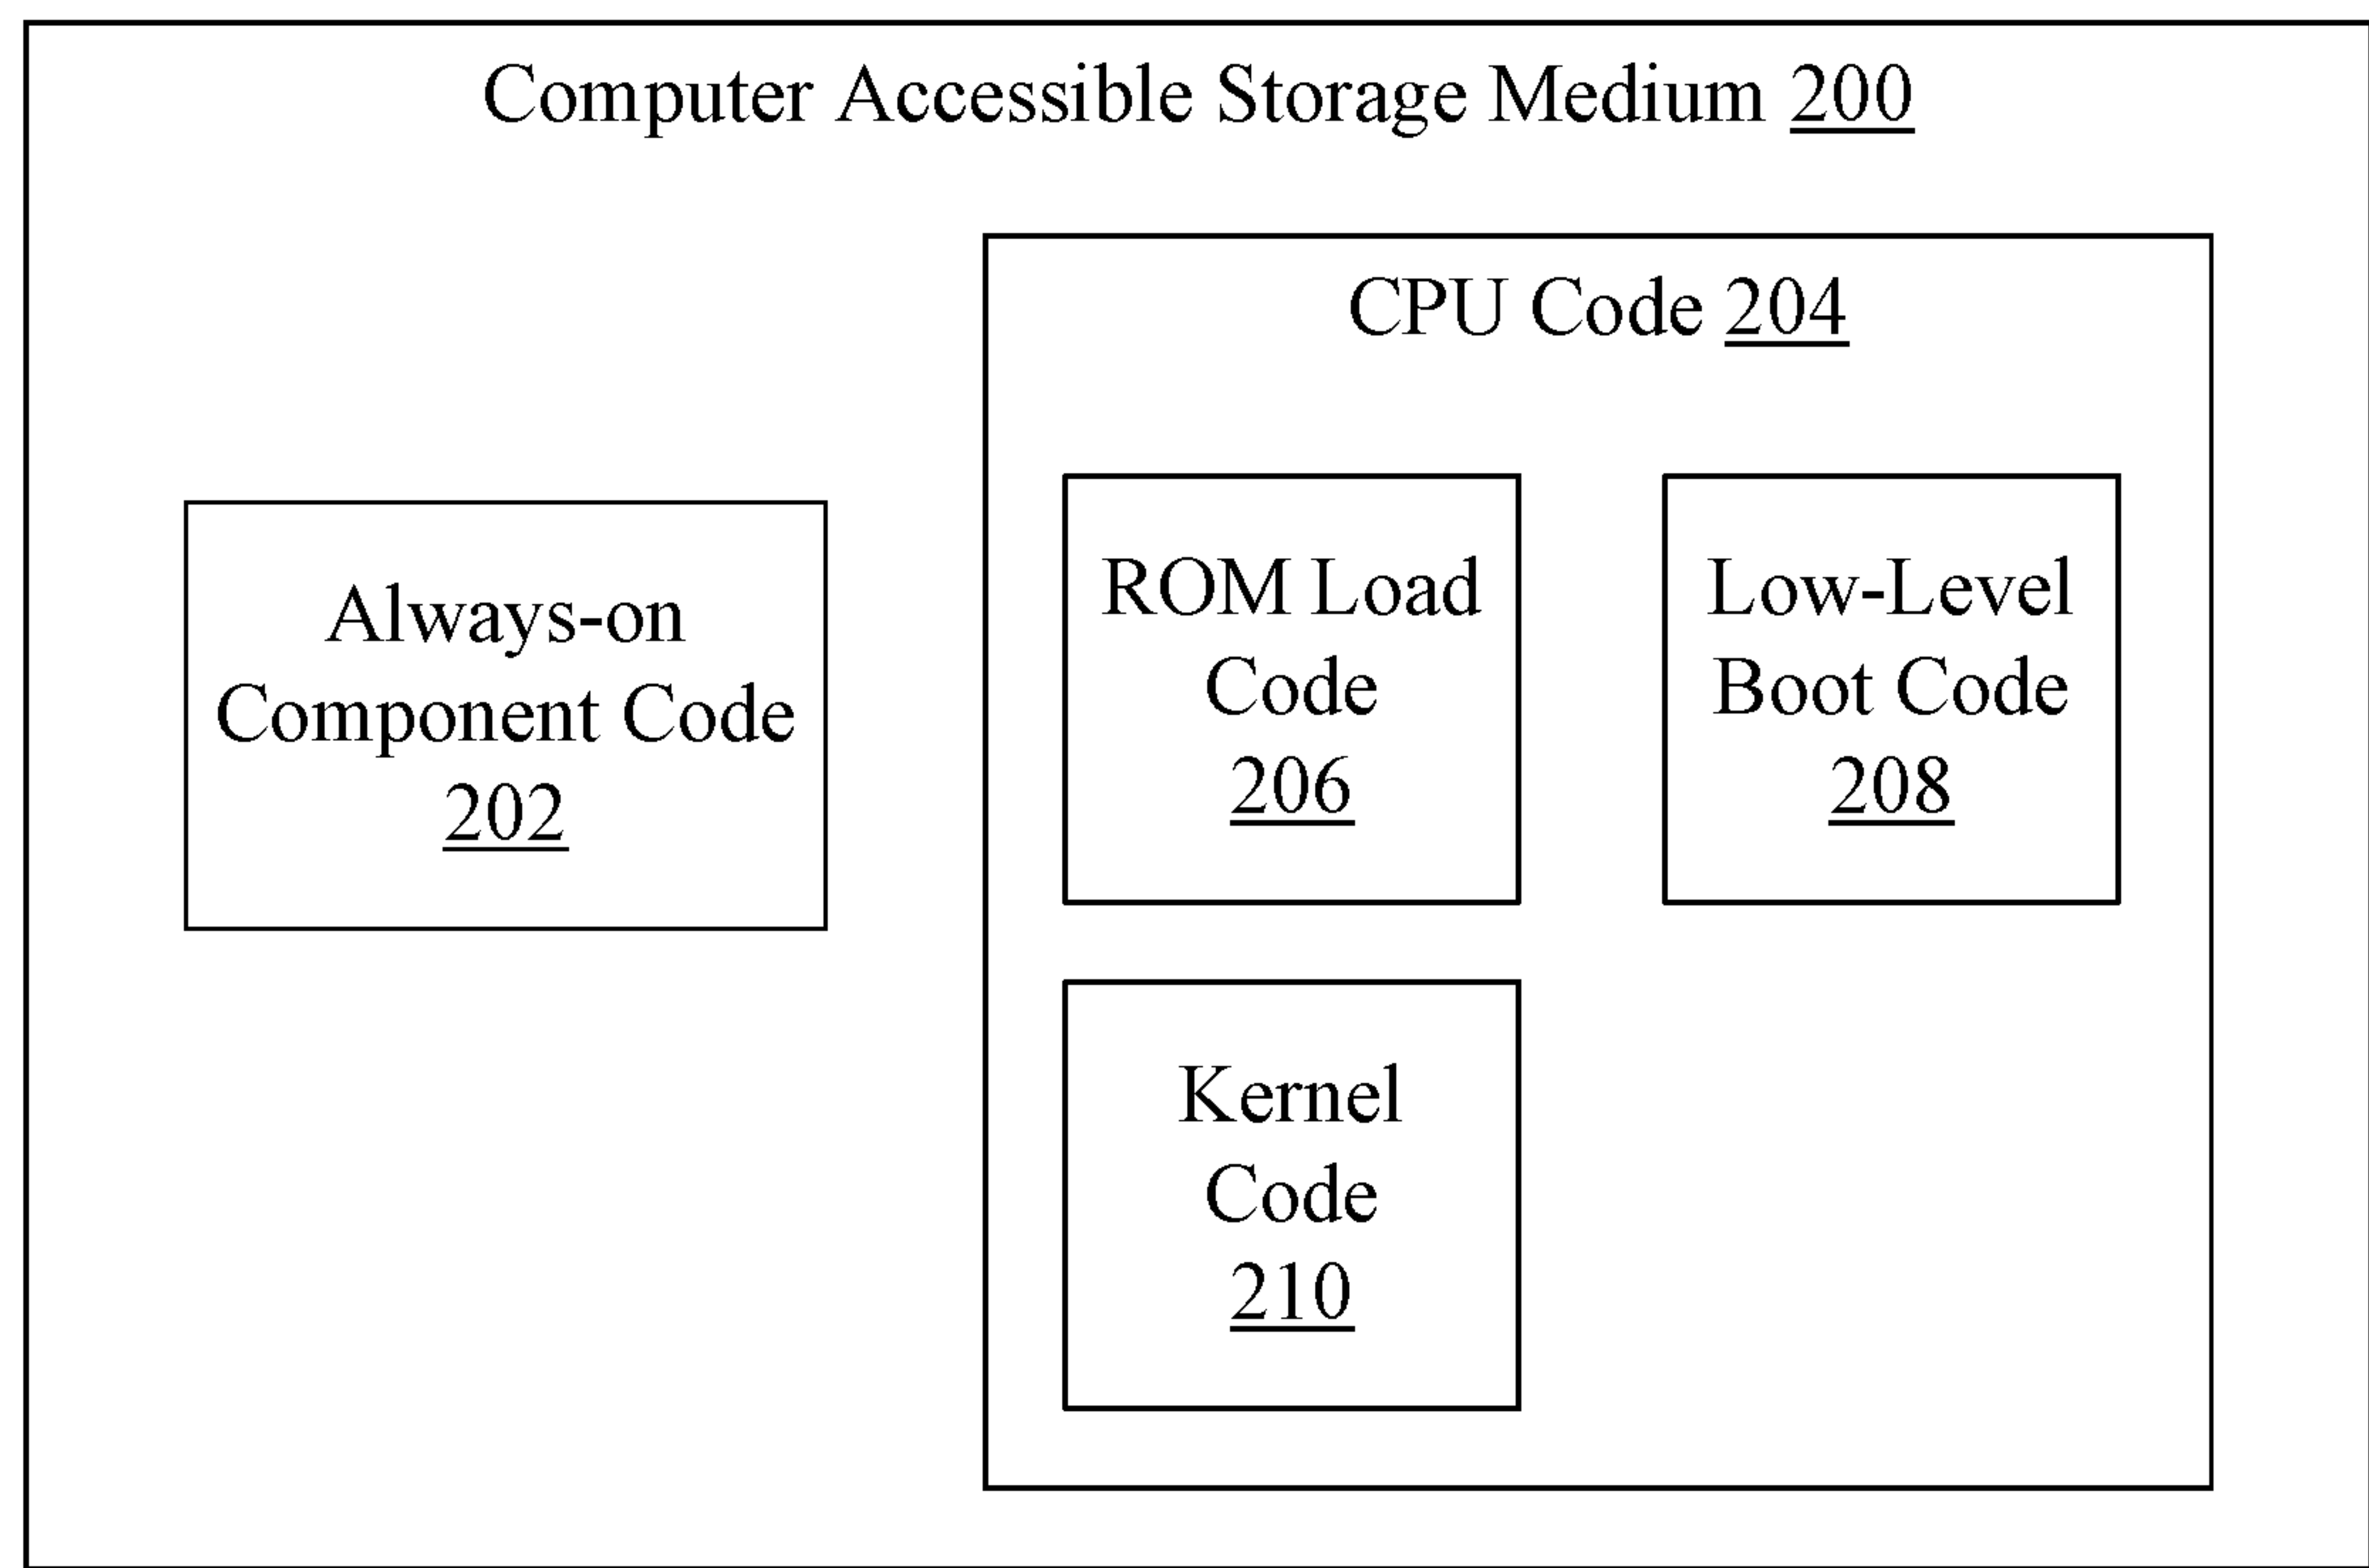 Computer Accessible Storage Medium 200
CPU Code 204
Always-on
Component Code
202
ROM Load
Code
206
Low-Level
Boot Code
208
Kernel
Code
210